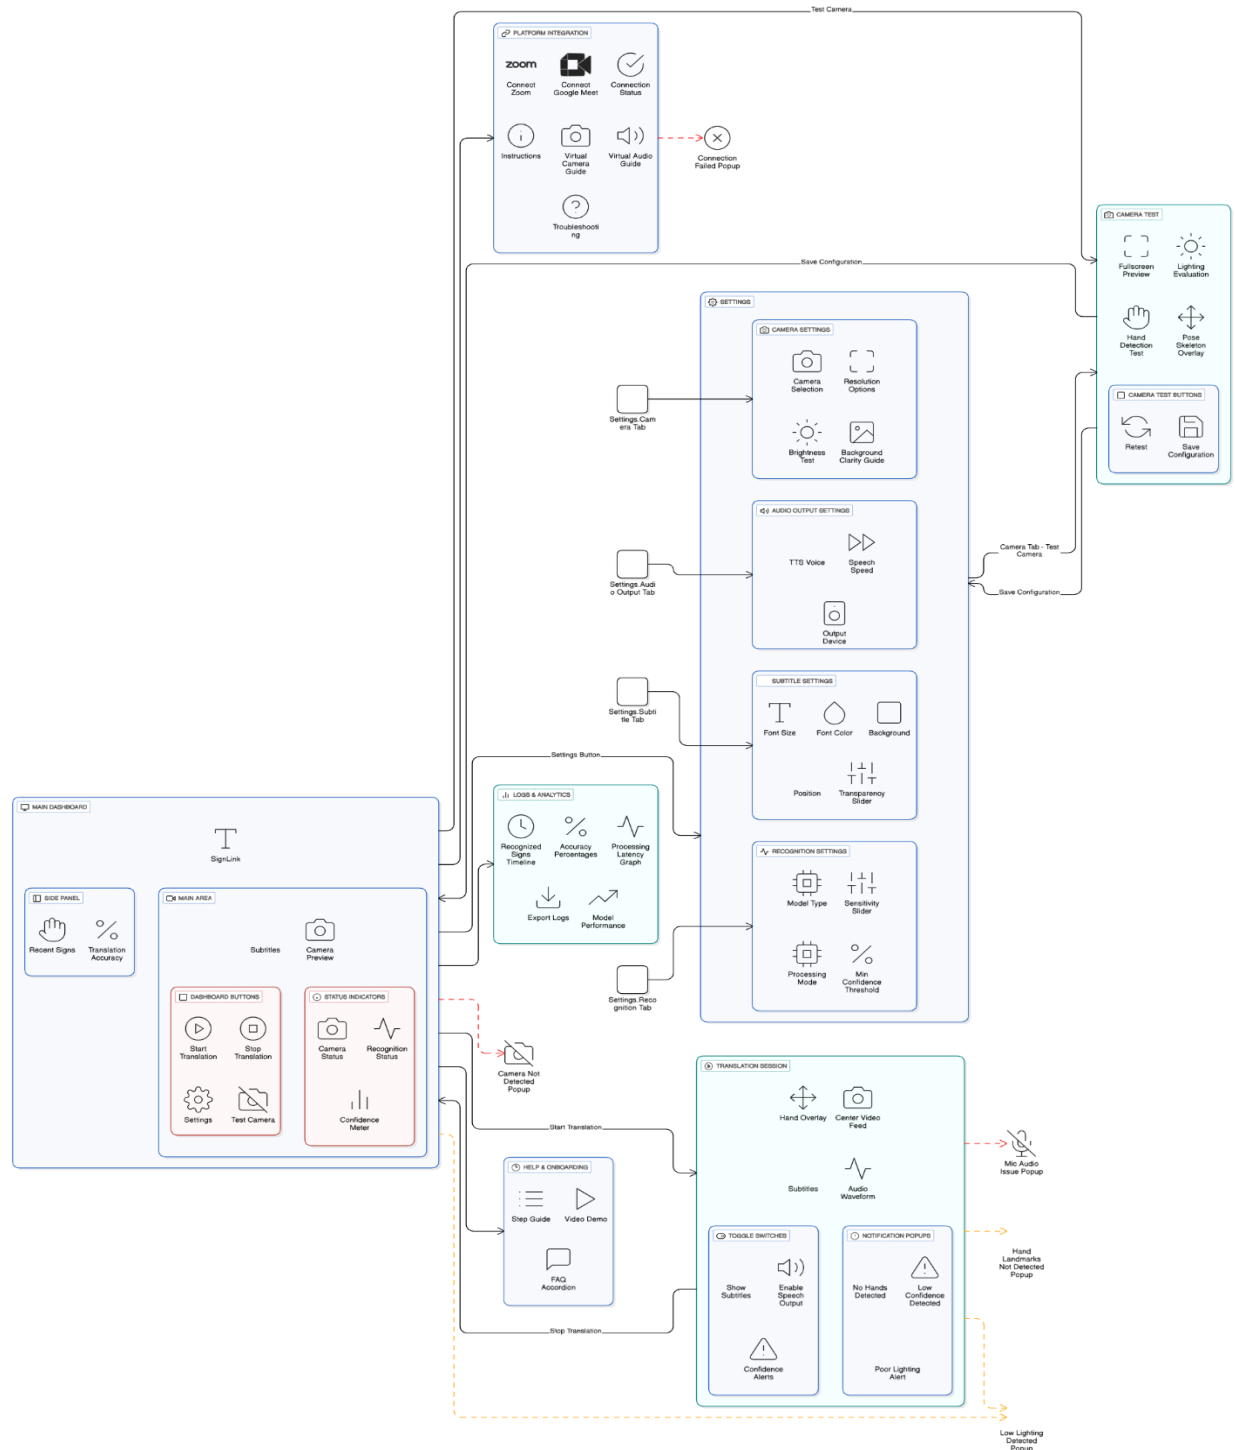 Test Camera
PLATFORM INTEGRATION
zoom
Connect
Zoom
Connect
Google Meet
Connection
Status
Instructions
Virtual
Camera
Guide
Virtual Audio
Guide
Troubleshooti
ng
Connection
Failed Popup
CAMERA TEST
Fullscreen
Preview
Lighting
Evaluation
Hand
Detection
Test
Pose
Skeleton
Overlay
CAMERA TEST BUTTONS
Retest
Save
Configuration
Save Configuration
SETTINGS
CAMERA SETTINGS
Camera
Selection
Resolution
Options
Brightness
Test
Background
Clarity Guide
Settings.Cam
era Tab
AUDIO OUTPUT SETTINGS
TTS Voice
Speech
Speed
Output
Device
Settings.Audi
o Output Tab
Camera Tab - Test
Camera
Save Configuration
SUBTITLE SETTINGS
Font Size
Font Color
Background
Position
Transparency
Slider
Settings.Subti
tle Tab
Settings Button
RECOGNITION SETTINGS
Model Type
Sensitivity
Slider
Processing
Mode
Min
Confidence
Threshold
Settings.Reco
gnition Tab
LOGS & ANALYTICS
Recognized
Signs
Timeline
Accuracy
Percentages
Processing
Latency
Graph
Export Logs
Model
Performance
MAIN DASHBOARD
SignLink
SIDE PANEL
Recent Signs
Translation
Accuracy
MAIN AREA
Subtitles
Camera
Preview
DASHBOARD BUTTONS
Start
Translation
Stop
Translation
Settings
Test Camera
STATUS INDICATORS
Camera
Status
Recognition
Status
Confidence
Meter
Camera Not
Detected
Popup
Start Translation
HELP & ONBOARDING
Step Guide
Video Demo
FAQ
Accordion
Stop Translation
TRANSLATION SESSION
Hand Overlay
Center Video
Feed
Subtitles
Audio
Waveform
TOGGLE SWITCHES
Show
Subtitles
Enable
Speech
Output
Confidence
Alerts
NOTIFICATION POPUPS
No Hands
Detected
Low
Confidence
Detected
Poor Lighting
Alert
Mic Audio
Issue Popup
Hand
Landmarks
Not Detected
Popup
Low Lighting
Detected
Popup